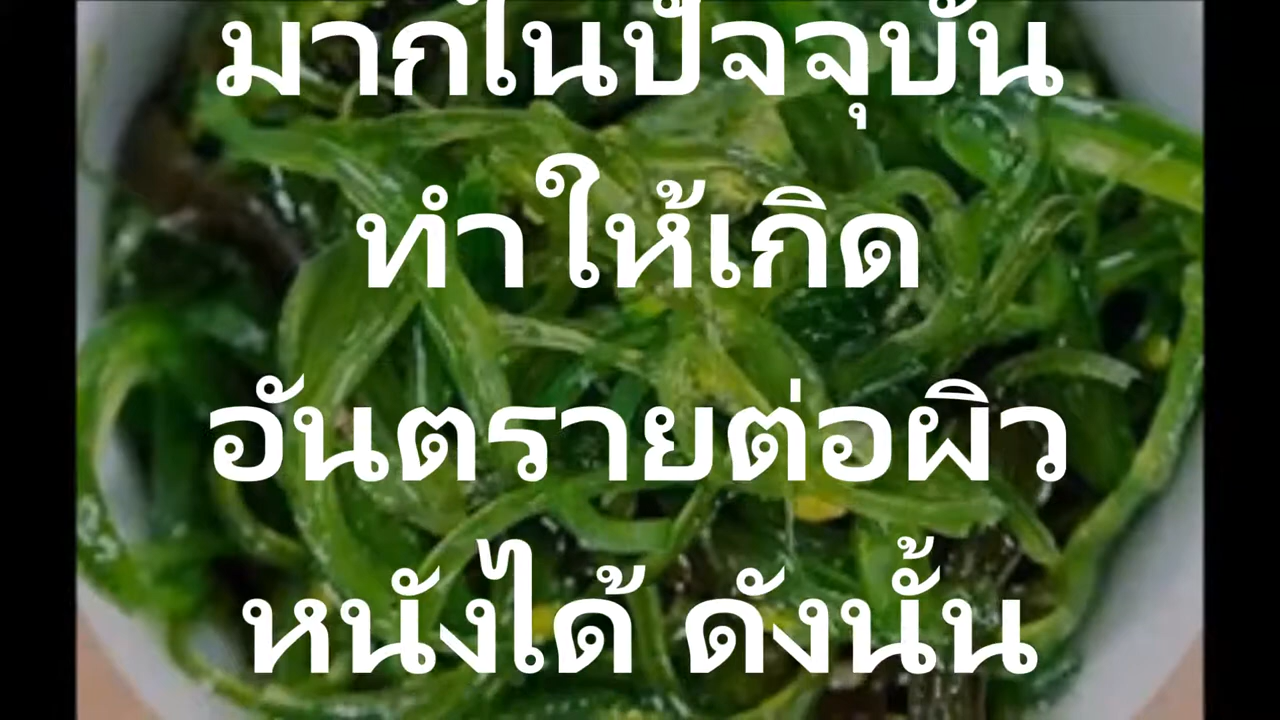 มากในปัจจุบัน
ทำให้เกิด
อันตรายต่อผิว
หนังได้ ดังนั้น